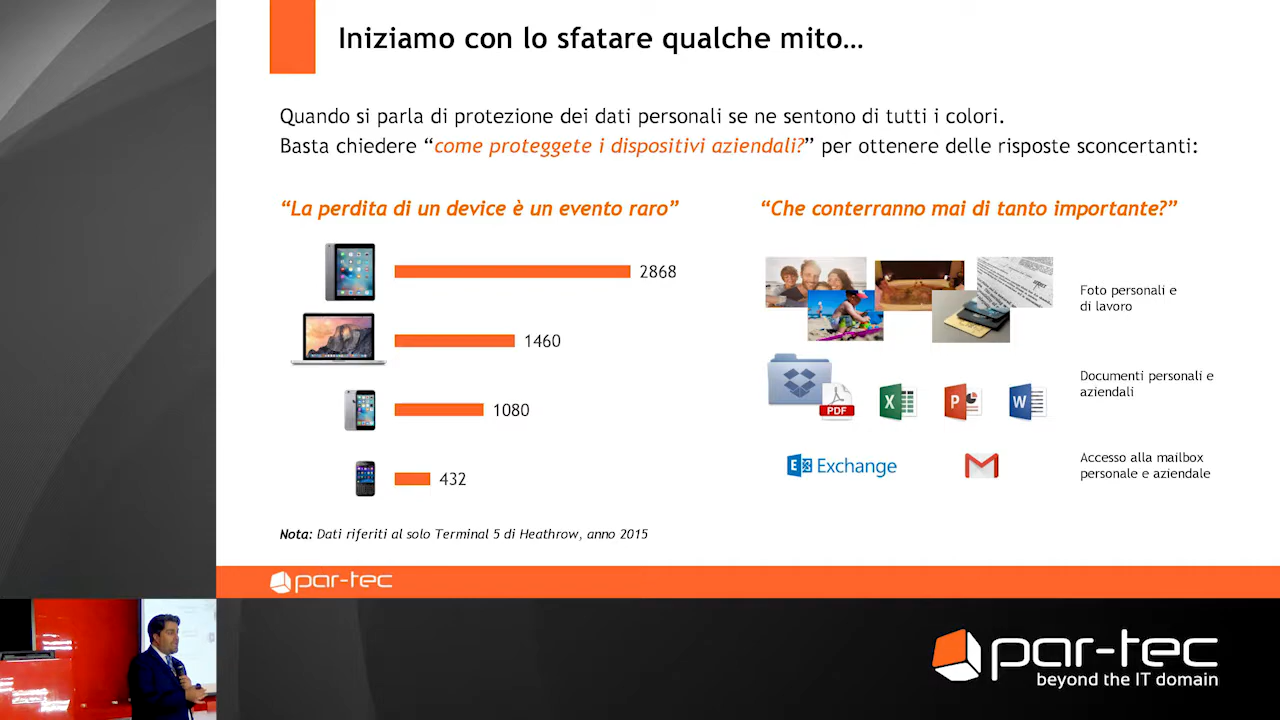 Iniziamo con lo sfatare qualche mito…
Quando si parla di protezione dei dati personali se ne sentono di tutti i colori.
Basta chiedere “come proteggete i dispositivi aziendali?” per ottenere delle risposte sconcertanti:
“La perdita di un device è un evento raro”
2868
1460
1080
432
Nota: Dati riferiti al solo Terminal 5 di Heathrow, anno 2015
“Che conterranno mai di tanto importante?”
Foto personali e
di lavoro
PDF
X
P
W
Documenti personali e
aziendali
E
Exchange
Accesso alla mailbox
personale e aziendale
par-tec
par-tec
beyond the IT domain